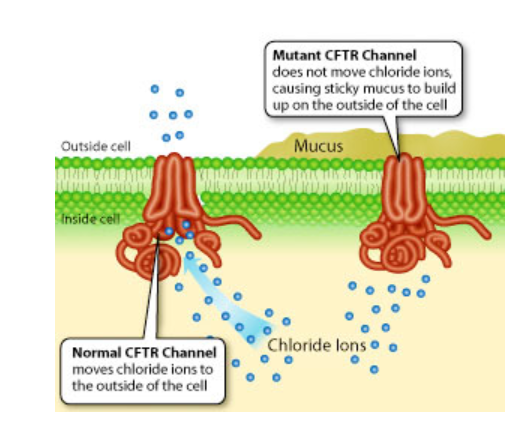 Mutant CFTR Channel
does not move chloride ions,
causing sticky mucus to build
up on the outside of the cell
Outside cell
Mucus
Inside cell
Chloride Ions
Normal CFTR Channel
moves chloride ions to
the outside of the cell